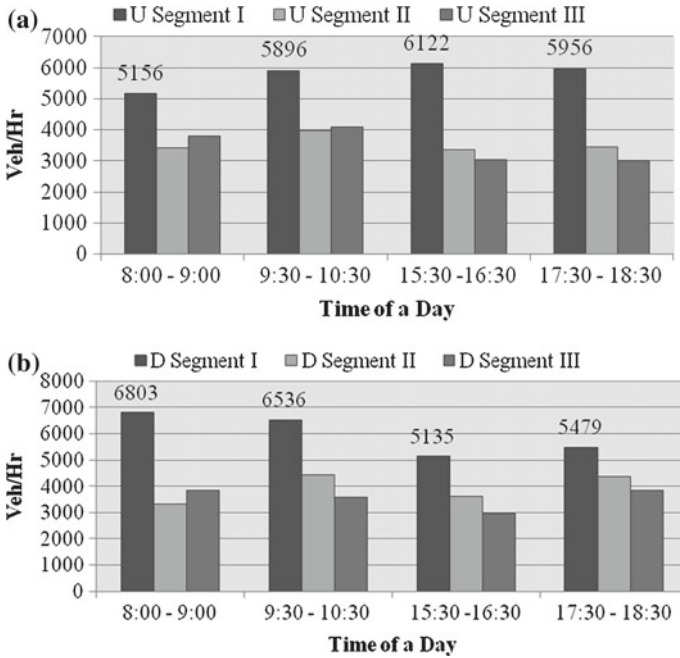 (a)
U Segment I U Segment II U Segment III
Veh/Hr
7000
6000
5000
4000
3000
2000
1000
0
5156
5896
6122
5956
8:00 - 9:00 9:30 - 10:30 15:30 -16:30 17:30 - 18:30
Time of a Day
(b)
D Segment I D Segment II D Segment III
Veh/Hr
8000
7000
6000
5000
4000
3000
2000
1000
0
6803
6536
5135
5479
8:00 - 9:00 9:30 - 10:30 15:30 -16:30 17:30 - 18:30
Time of a Day